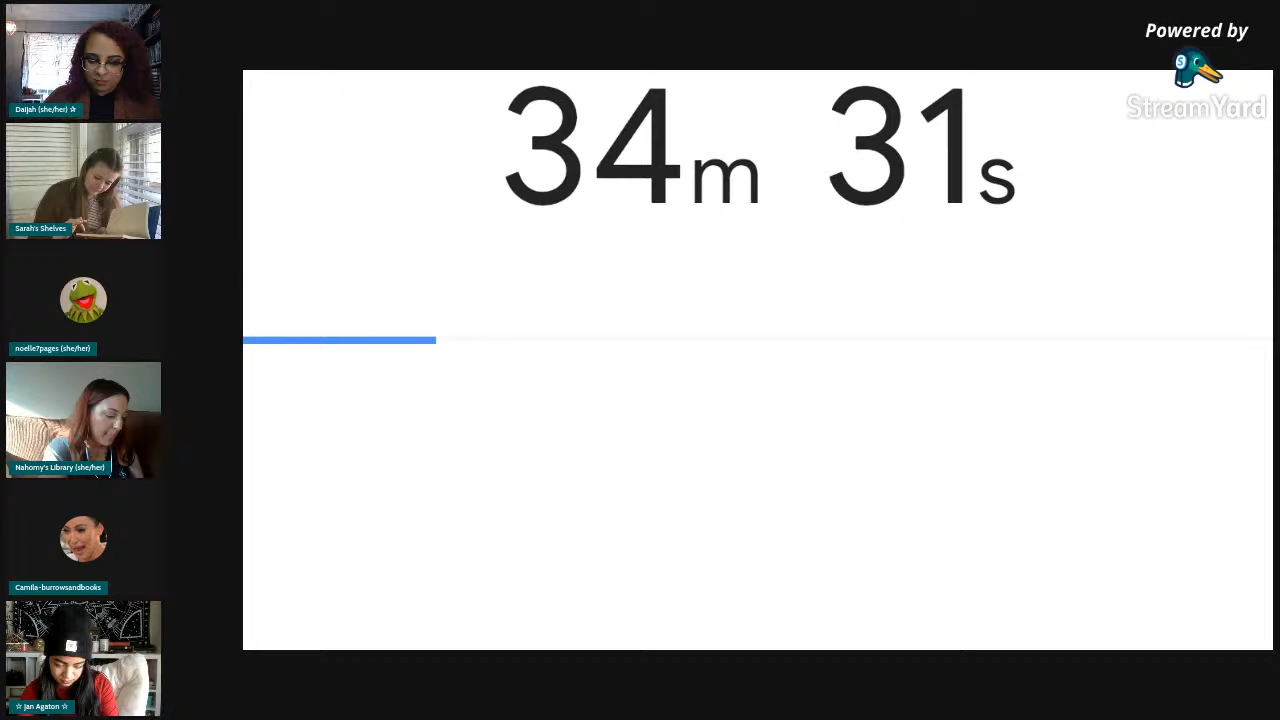 Powered by
StreamYard
34m 31s
Daijah (she/her) ☆
Sarah's Shelves
noelle7pages (she/her)
Nahomy's Library (she/her)
Camila-burrowsandbooks
☆ Jan Agaton ☆